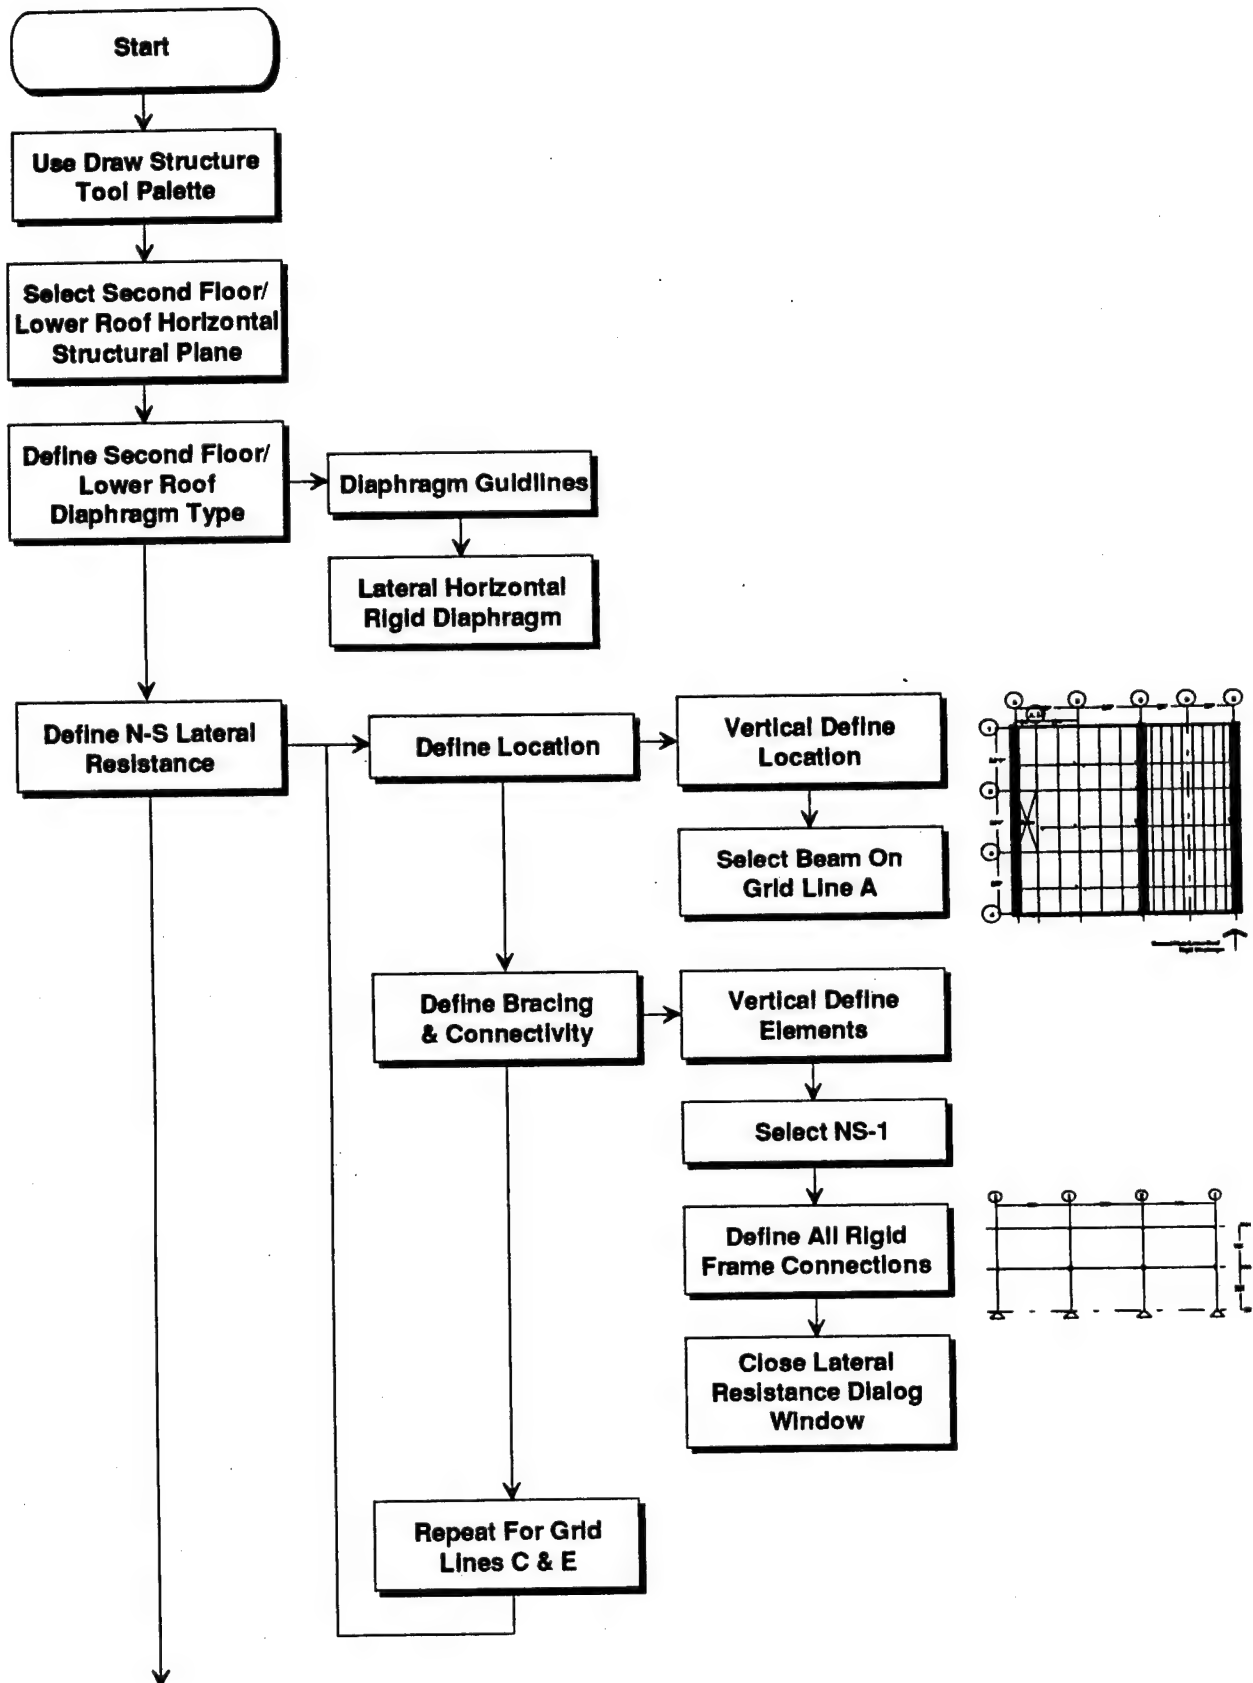 Start
Use Draw Structure
Tool Palette
Select Second Floor/
Lower Roof Horizontal
Structural Plane
Define Second Floor/
Lower Roof
Diaphragm Type
Diaphragm Guidlines
Lateral Horizontal
Rigid Diaphragm
Define N-S Lateral
Resistance
Define Location
Vertical Define
Location
Select Beam On
Grid Line A
Define Bracing
& Connectivity
Vertical Define
Elements
Select NS-1
Define All Rigid
Frame Connections
Close Lateral
Resistance Dialog
Window
Repeat For Grid
Lines C & E